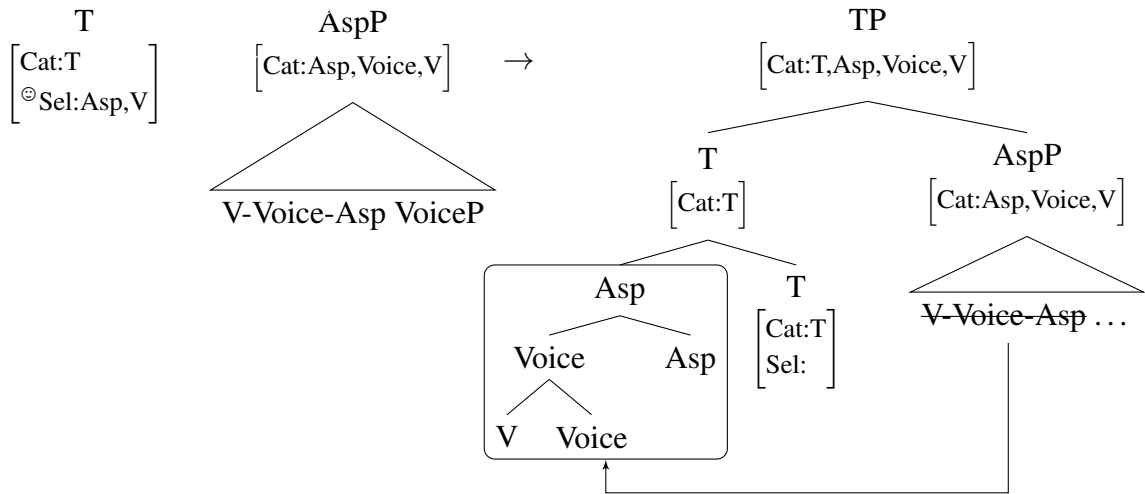 T AspP TP
[Cat:T [Cat:Asp,Voice,V] → [Cat:T,Asp,Voice,V]
☺Sel:Asp,V]
V-Voice-Asp VoiceP
T AspP
[Cat:T] [Cat:Asp,Voice,V]
Asp T
[Cat:T
Sel:]
V-Voice-Asp ...
Voice Asp
V Voice